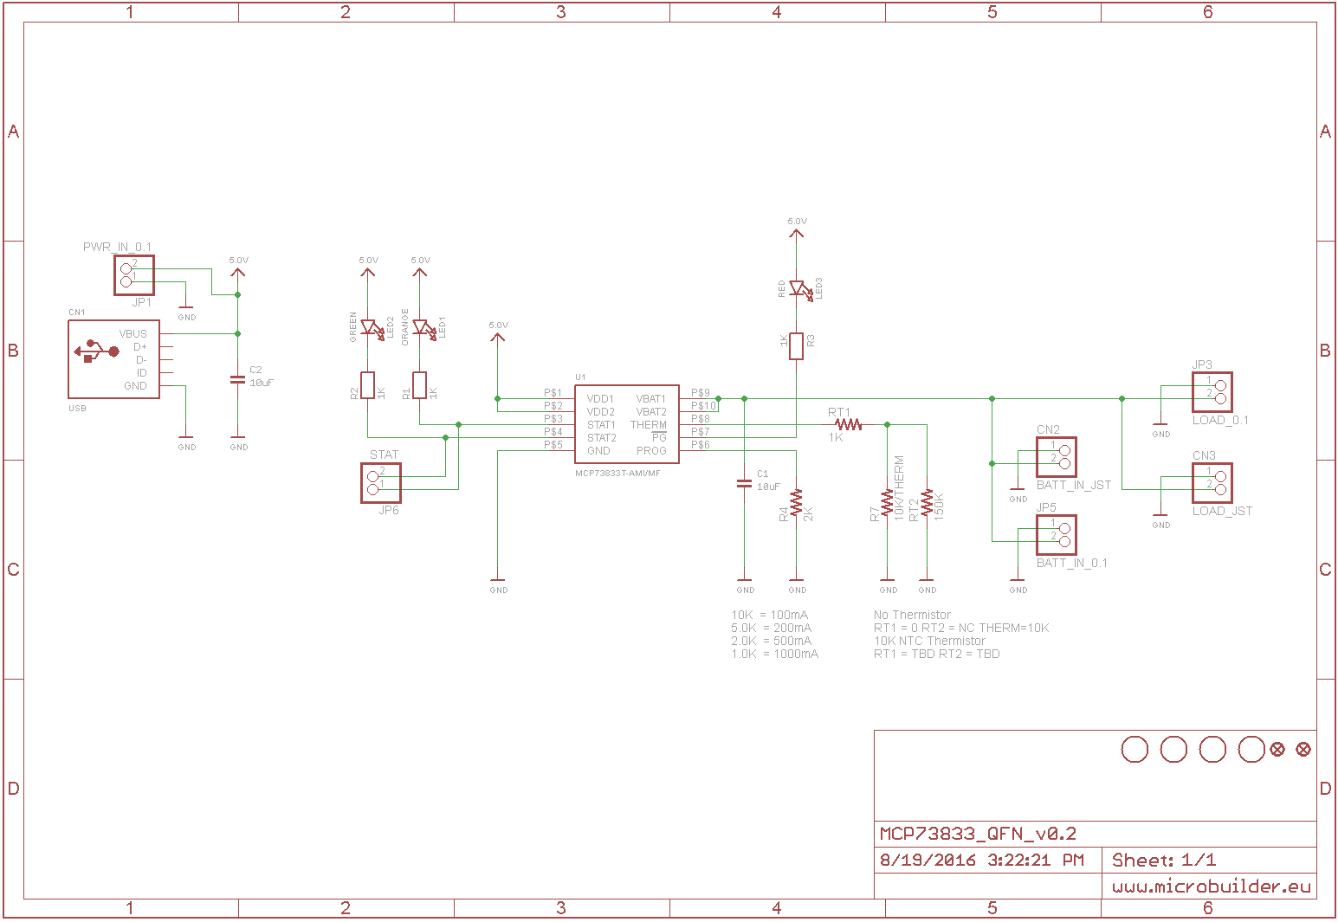 1 2 3 4 5 6
A A
5.0V
PWR_IN_0.1
2
1
JP1
5.0V
GND
CN1
VBUS
D+
D-
ID
GND
USB
C2
10uF
GND GND
5.0V 5.0V
GREEN
LED2
ORANGE
LED1
R2
1K
R1
1K
STAT
2
1
JP6
5.0V
RED
LED3
1K
R3
U1
P$1 VDD1 VBAT1 P$9
P$2 VDD2 VBAT2 P$10
P$3 STAT1 THERM P$8
P$4 STAT2 PG P$7
P$5 GND PROG P$6
MCP73833T-AMI/MF
GND
C1
10uF
R4
2K
RT1
1K
R7
10K/THERM
RT2
150K
GND GND GND GND GND
JP3
1
2
LOAD_0.1
GND
CN2
1
2
BATT_IN_JST
GND
CN3
1
2
LOAD_JST
GND
JP5
1
2
BATT_IN_0.1
B B
C C
10K = 100mA
5.0K = 200mA
2.0K = 500mA
1.0K = 1000mA
No Thermistor
RT1 = 0 RT2 = NC THERM=10K
10K NTC Thermistor
RT1 = TBD RT2 = TBD
D D
MCP73833_QFN_v0.2
8/19/2016 3:22:21 PM Sheet: 1/1
www.microbuilder.eu
1 2 3 4 5 6